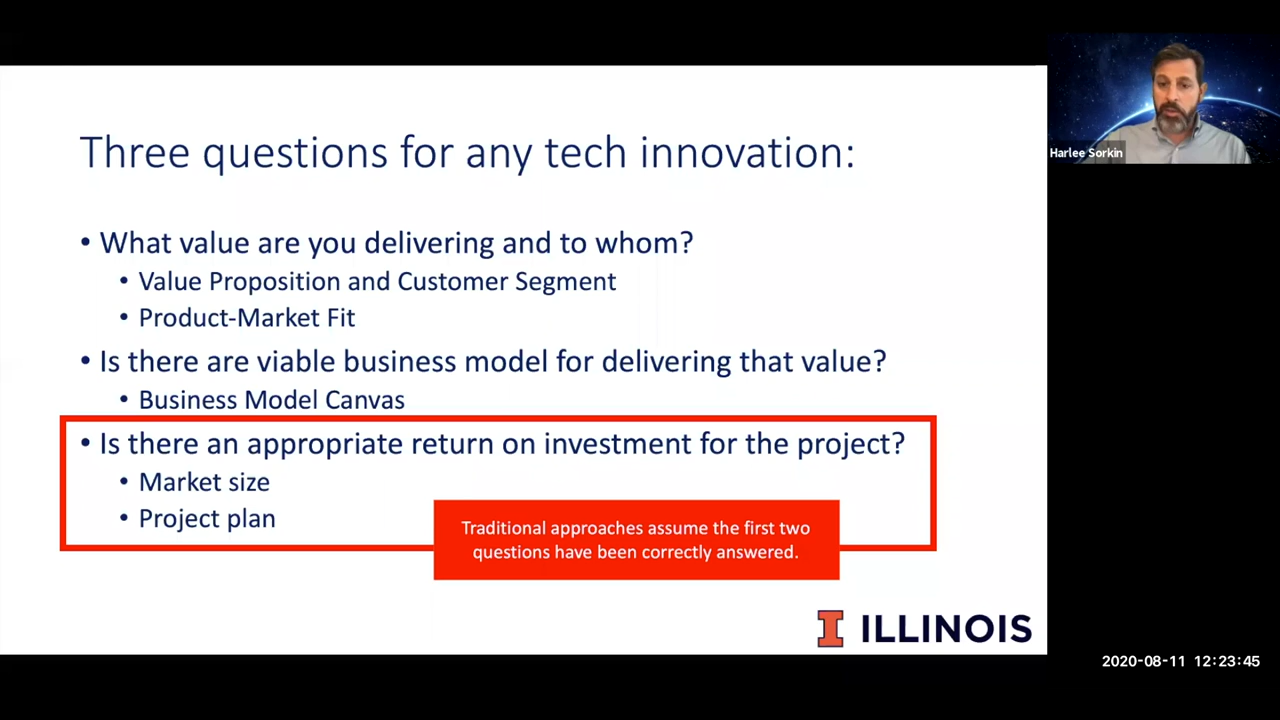 Three questions for any tech innovation:
• What value are you delivering and to whom?
• Value Proposition and Customer Segment
• Product-Market Fit
• Is there are viable business model for delivering that value?
• Business Model Canvas
• Is there an appropriate return on investment for the project?
• Market size
• Project plan
Traditional approaches assume the first two
questions have been correctly answered.
I ILLINOIS
Harlee Sorkin
2020-08-11 12:23:45